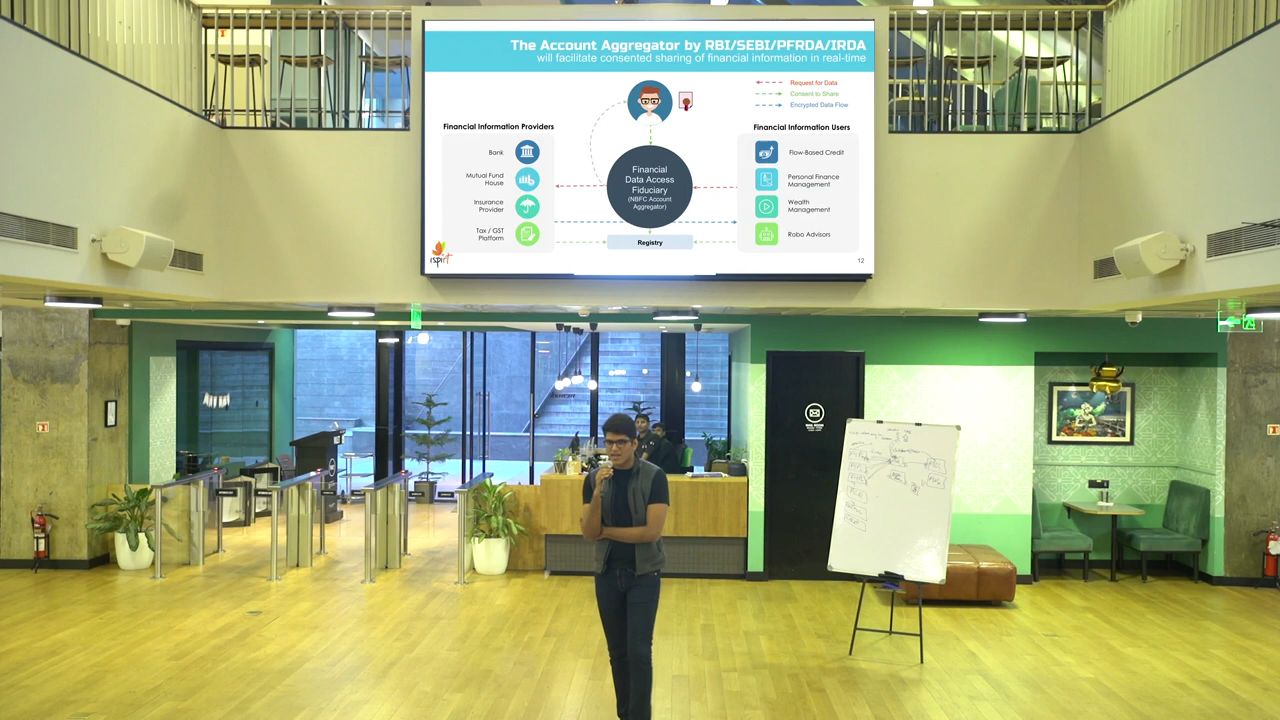 The Account Aggregator by RBI/SEBI/PFRDA/IRDA
will facilitate consented sharing of financial information in real-time
Request for Data
Consent to Share
Encrypted Data Flow
Financial Information Providers
Bank
Mutual Fund
House
Insurance
Provider
Tax / GST
Platform
Financial
Data Access
Fiduciary
(NBFC Account
Aggregator)
Registry
Financial Information Users
Flow-Based Credit
Personal Finance
Management
Wealth
Management
Robo Advisors
ispirt
12